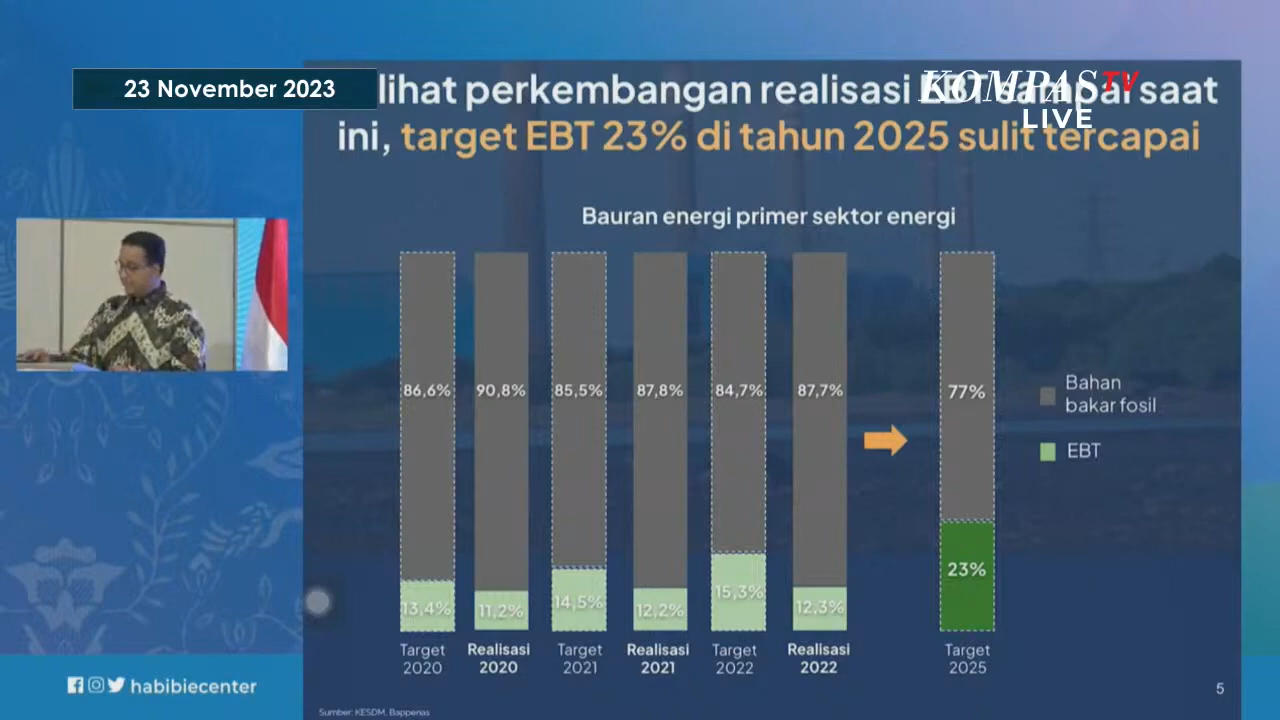 23 November 2023
KOMPAS TV
LIVE
lihat perkembangan realisasi EBT sampai saat
ini, target EBT 23% di tahun 2025 sulit tercapai
Bauran energi primer sektor energi
86,6% 90,8% 85,5% 87,8% 84,7% 87,7% 77%
Bahan
bakar fosil
EBT
13,4% 11,2% 14,5% 12,2% 15,3% 12,3% 23%
Target Realisasi Target Realisasi Target Realisasi Target
2020 2020 2021 2021 2022 2022 2025
habibiecenter
5
Sumber: KESDM, Bappenas